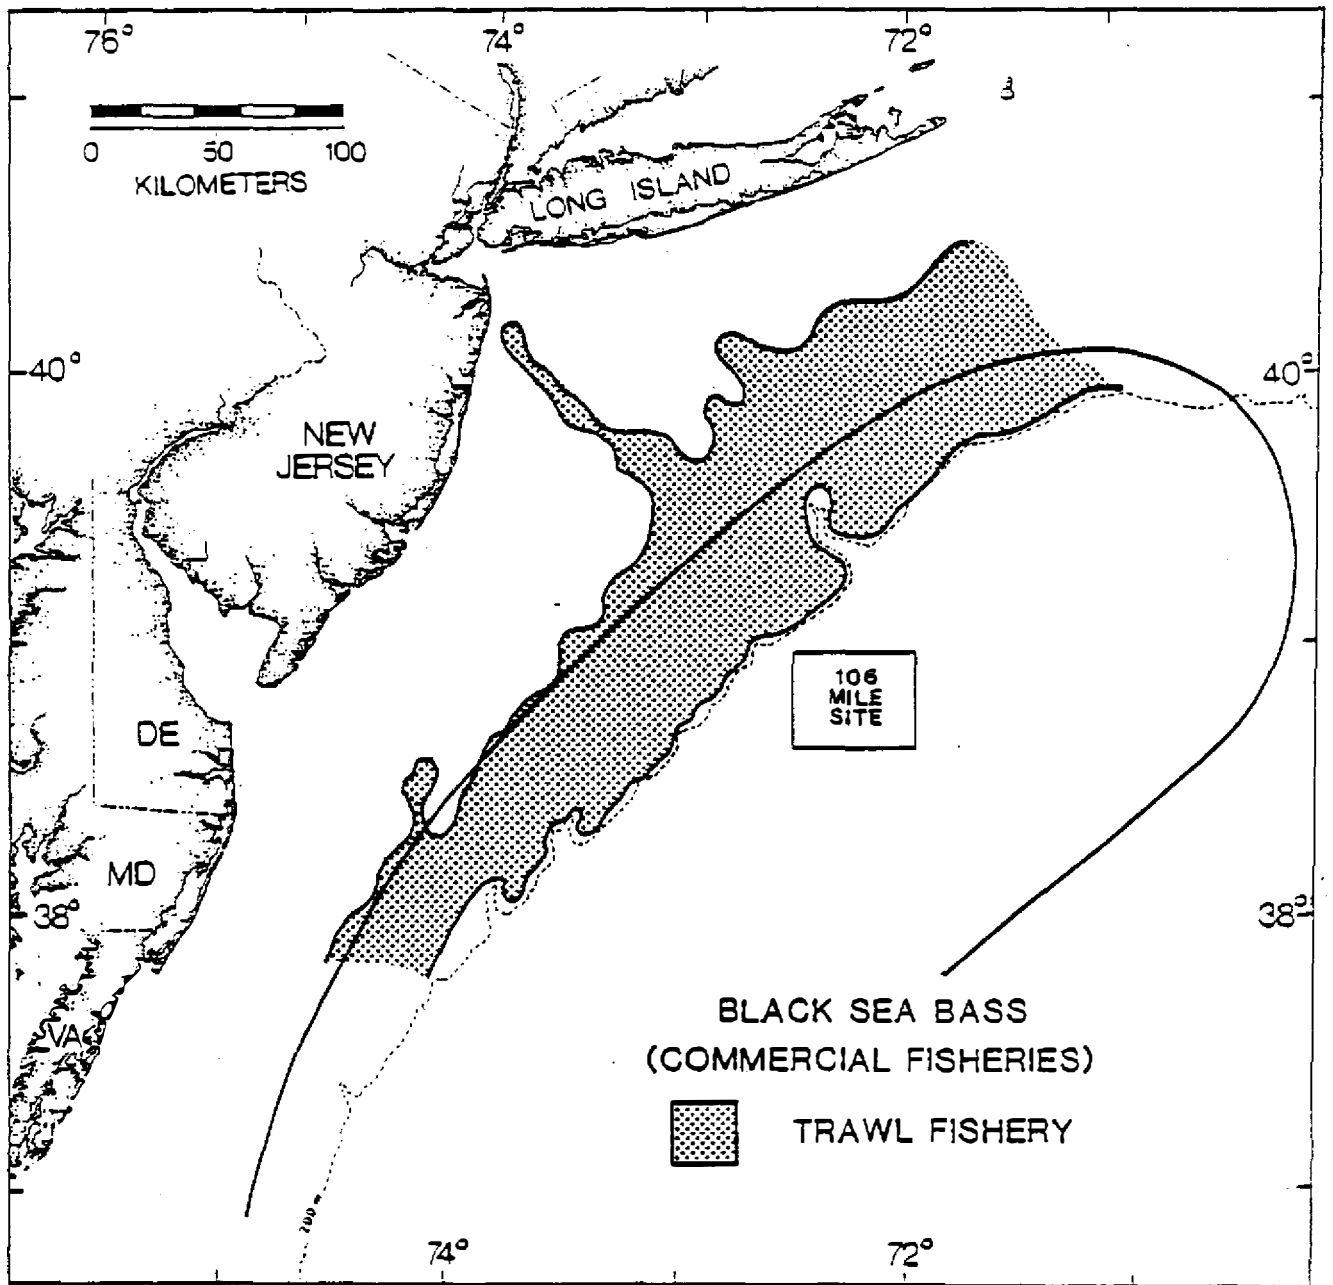 76° 74° 72°
0 50 100
KILOMETERS
LONG ISLAND
40° 40°
NEW
JERSEY
106
MILE
SITE
DE
MD
38° 38°
VA
BLACK SEA BASS
(COMMERCIAL FISHERIES)
TRAWL FISHERY
200 m
74° 72°